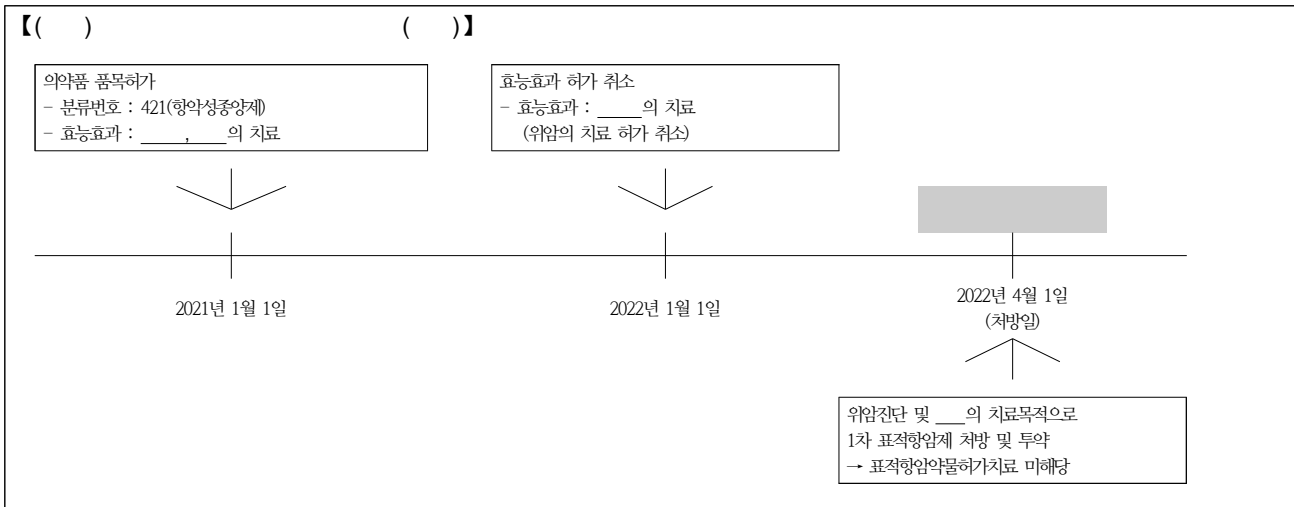 【( ) ( )】
의약품 품목허가
- 분류번호 : 421(항악성종양제)
- 효능효과 : _____, ____의 치료
효능효과 허가 취소
- 효능효과 : _____의 치료
(위암의 치료 허가 취소)
2021년 1월 1일
2022년 1월 1일
2022년 4월 1일
(처방일)
위암진단 및 ___의 치료목적으로
1차 표적항암제 처방 및 투약
→ 표적항암약물허가치료 미해당